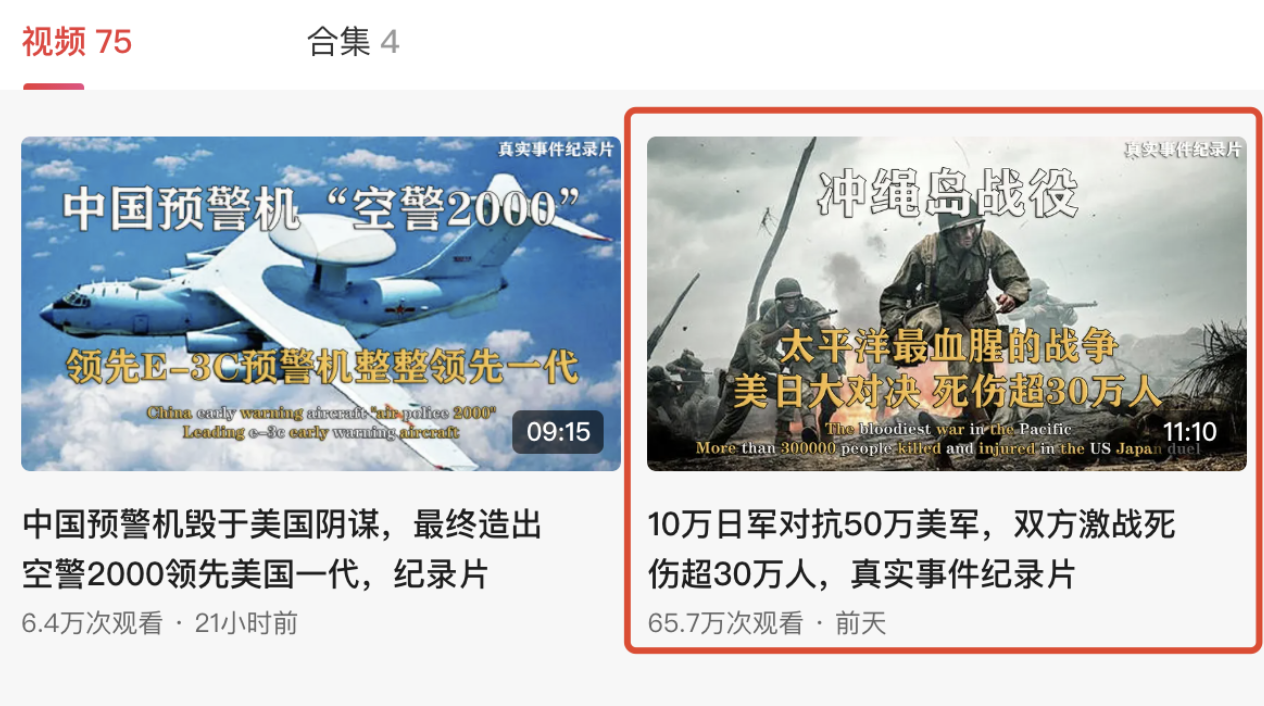 视频 75
合集 4
真实事件纪录片
中国预警机“空警2000”
领先E-3C预警机整整领先一代
China early warning aircraft "air police 2000"
Leading e-3c early warning aircraft
09:15
中国预警机毁于美国阴谋，最终造出
空警2000领先美国一代，纪录片
6.4万次观看 · 21小时前
真实事件纪录片
冲绳岛战役
太平洋最血腥的战争
美日大对决 死伤超30万人
The bloodiest war in the Pacific
More than 300000 people killed and injured in the US Japan duel
11:10
10万日军对抗50万美军，双方激战死
伤超30万人，真实事件纪录片
65.7万次观看 · 前天